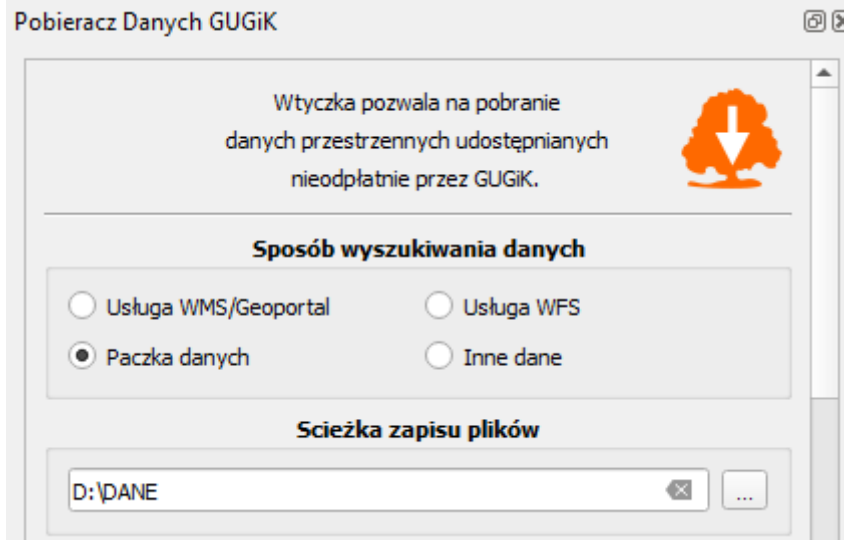 Pobieracz Danych GUGiK
Wtyczka pozwala na pobranie
danych przestrzennych udostępnianych
nieodpłatnie przez GUGiK.
Sposób wyszukiwania danych
Usługa WMS/Geoportal
Usługa WFS
Paczka danych
Inne dane
Scieżka zapisu plików
D:\DANE
...